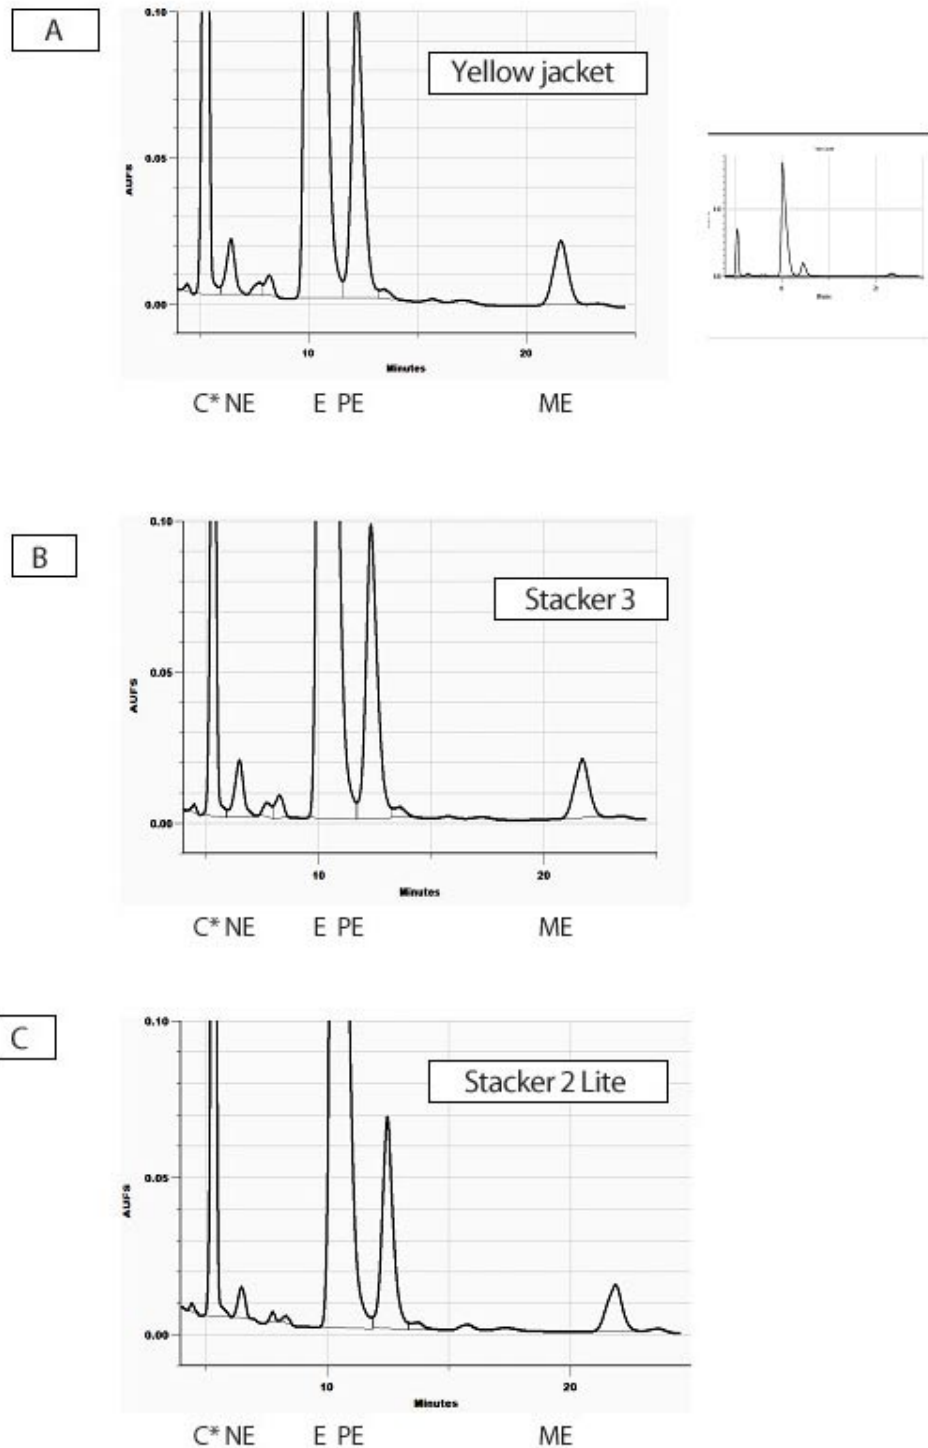 A
Yellow jacket
0.10
0.05
0.00
AUFS
10 20
Minutes
C* NE E PE ME
B
Stacker 3
0.10
0.05
0.00
AUFS
10 20
Minutes
C* NE E PE ME
C
Stacker 2 Lite
0.10
0.05
0.00
AUFS
10 20
Minutes
C* NE E PE ME